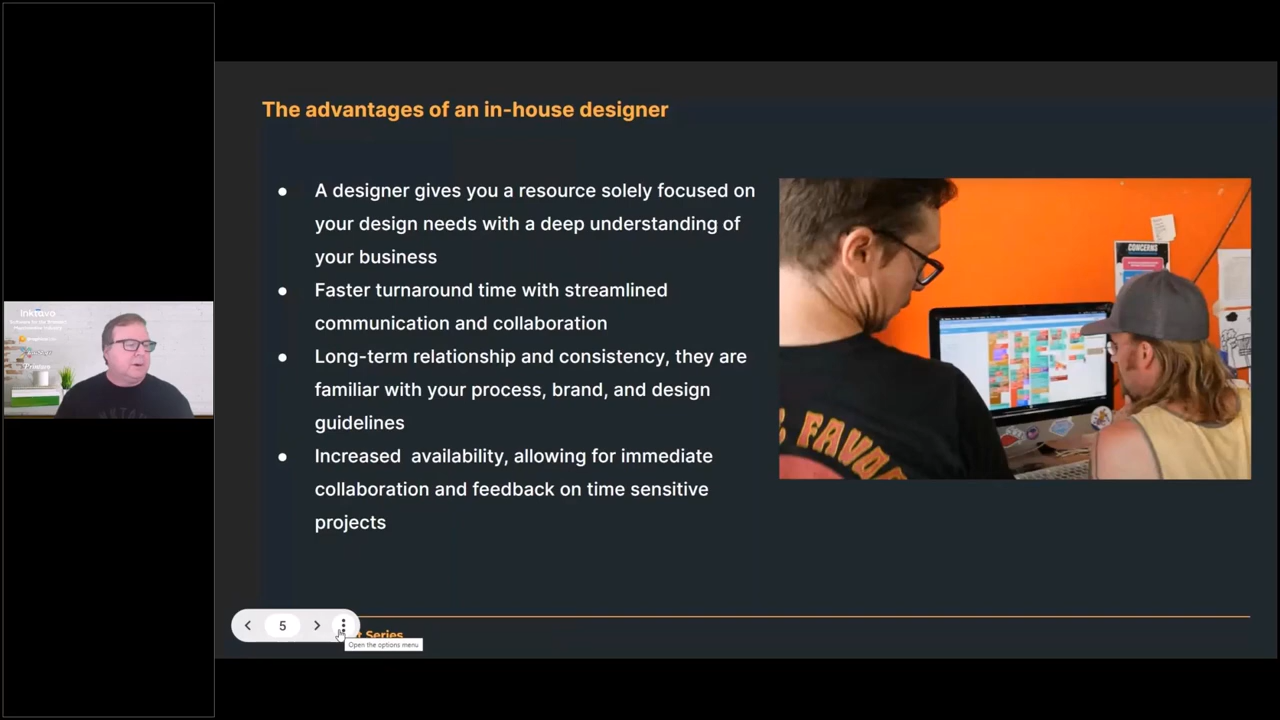 The advantages of an in-house designer
● A designer gives you a resource solely focused on
your design needs with a deep understanding of
your business
● Faster turnaround time with streamlined
communication and collaboration
● Long-term relationship and consistency, they are
familiar with your process, brand, and design
guidelines
● Increased  availability, allowing for immediate
collaboration and feedback on time sensitive
projects
CONCERNS
FAVO
Inktavo
5
Series
Open the options menu